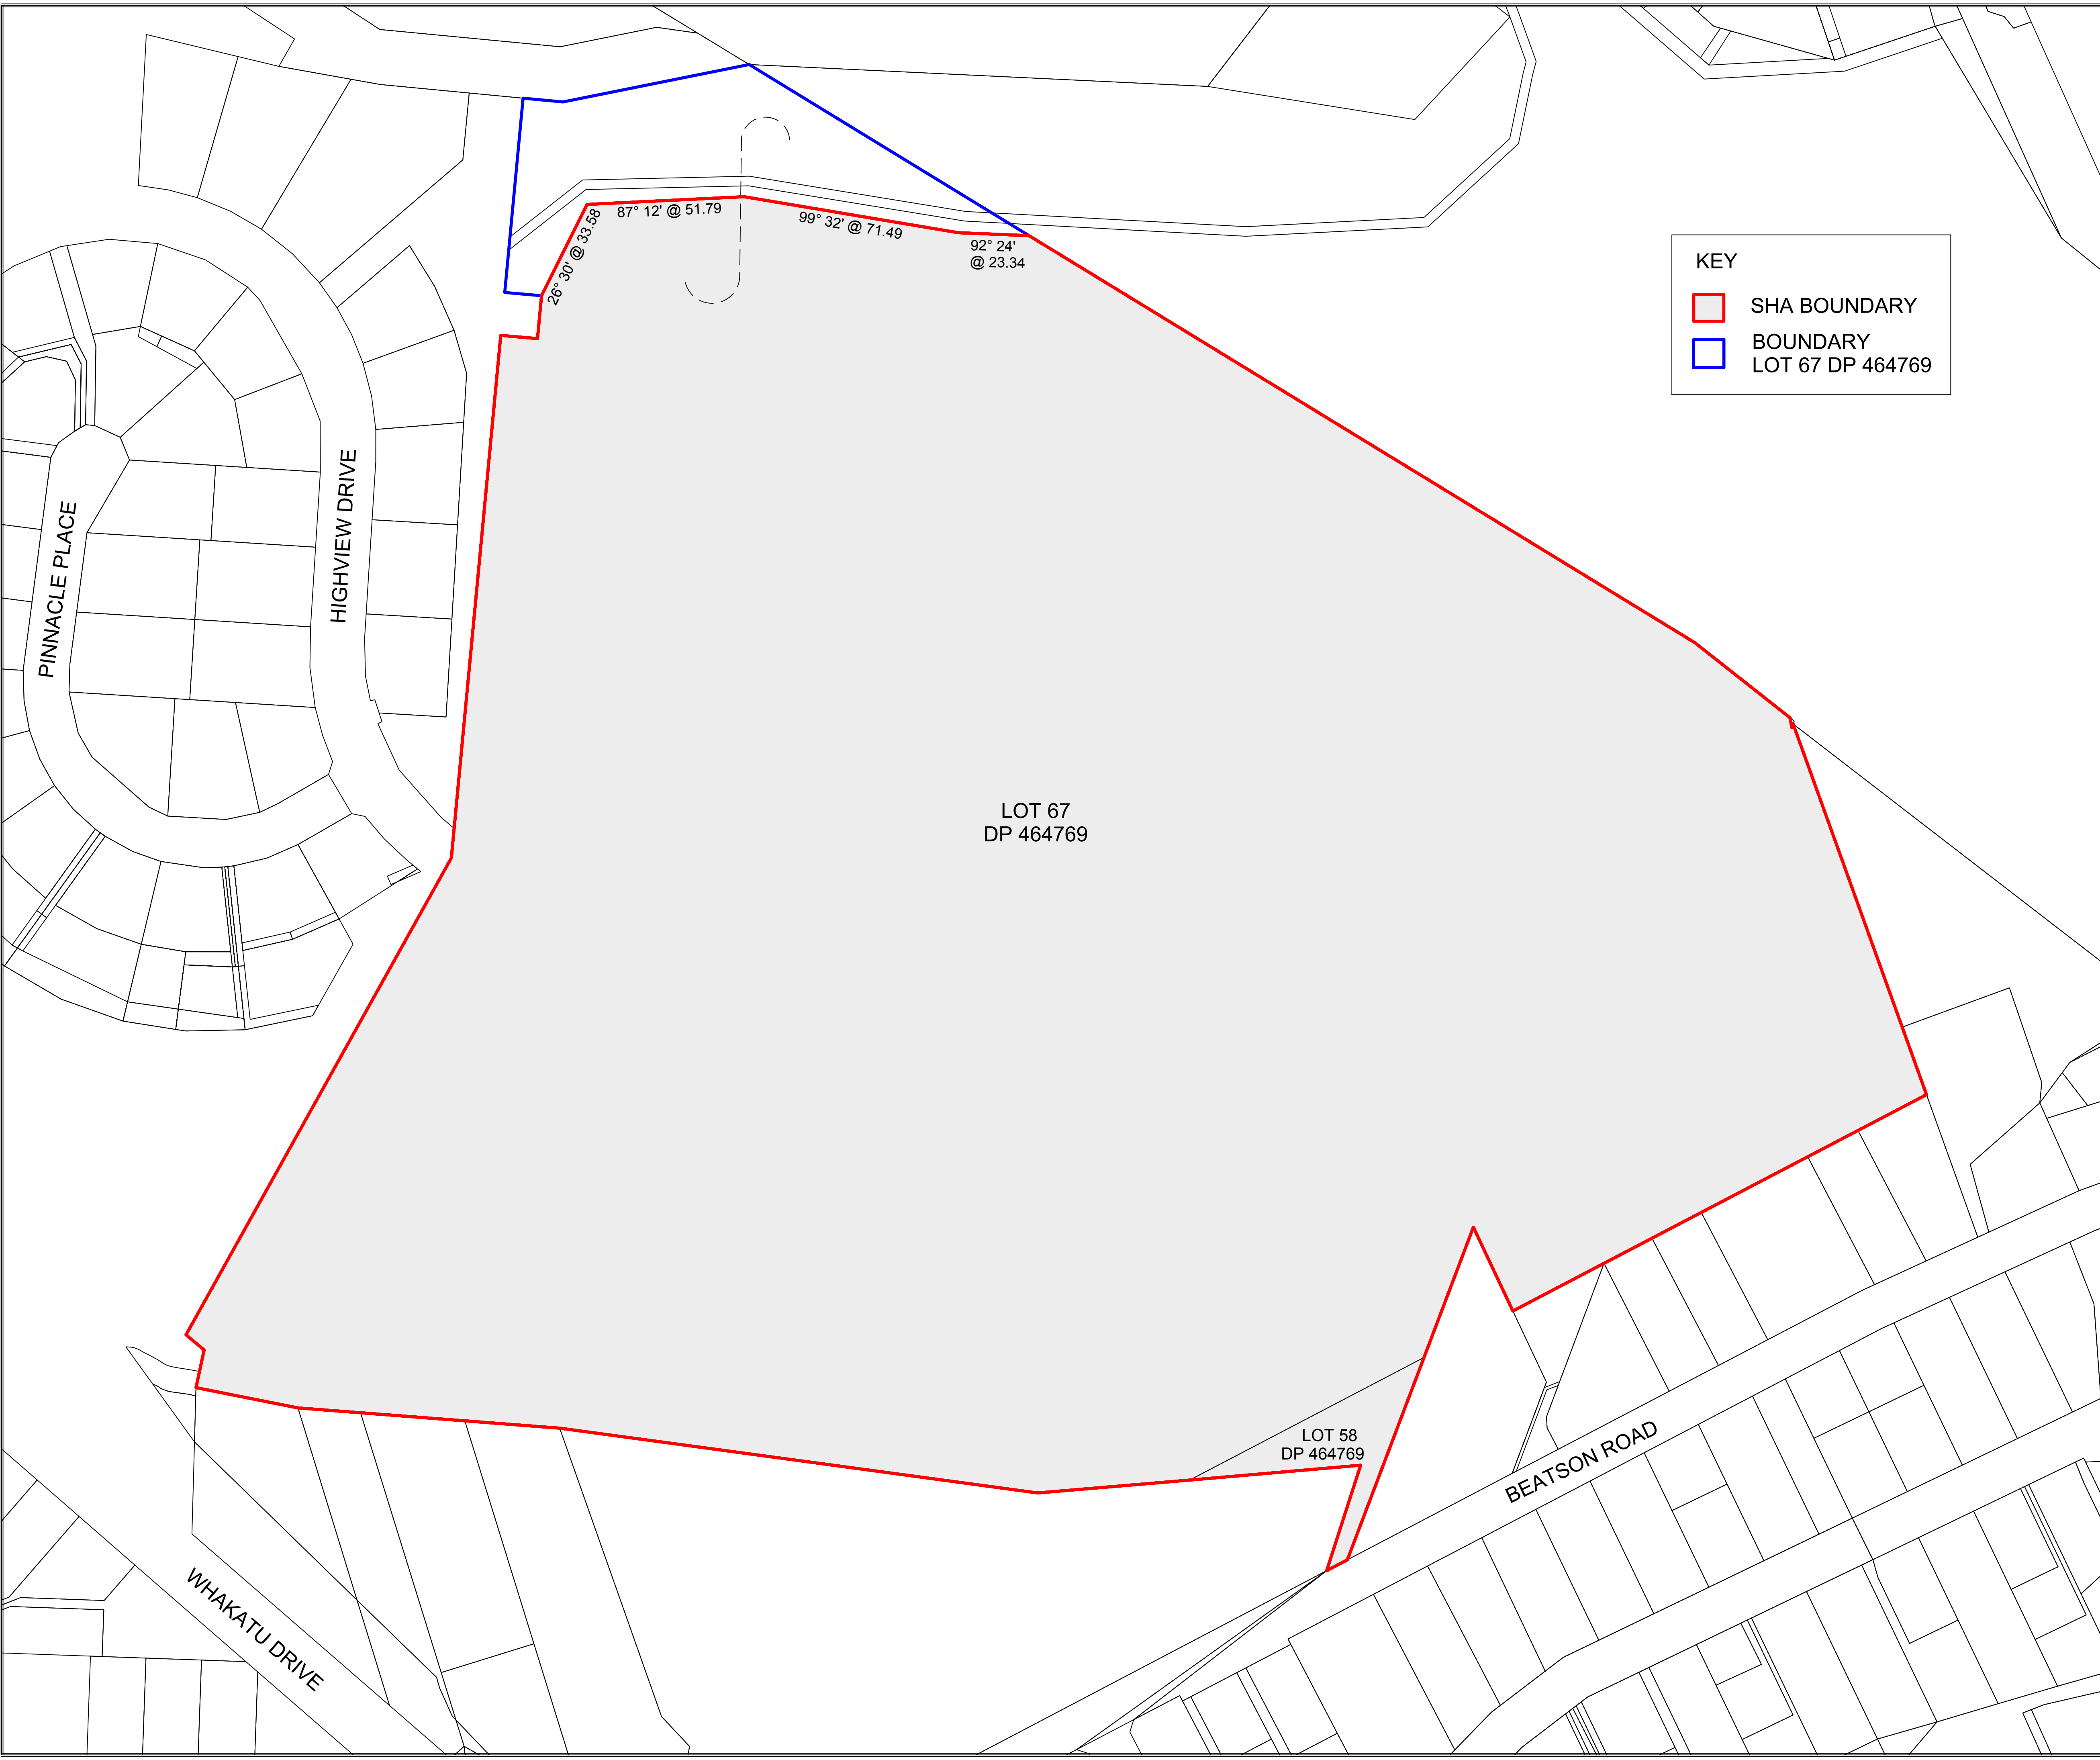 87° 12' @ 51.79
26° 30' @ 33.58
99° 32' @ 71.49
92° 24'
@ 23.34
KEY
SHA BOUNDARY
BOUNDARY
LOT 67 DP 464769
HIGHVIEW DRIVE
PINNACLE PLACE
LOT 67
DP 464769
LOT 58
DP 464769
BEATSON ROAD
WHAKATU DRIVE